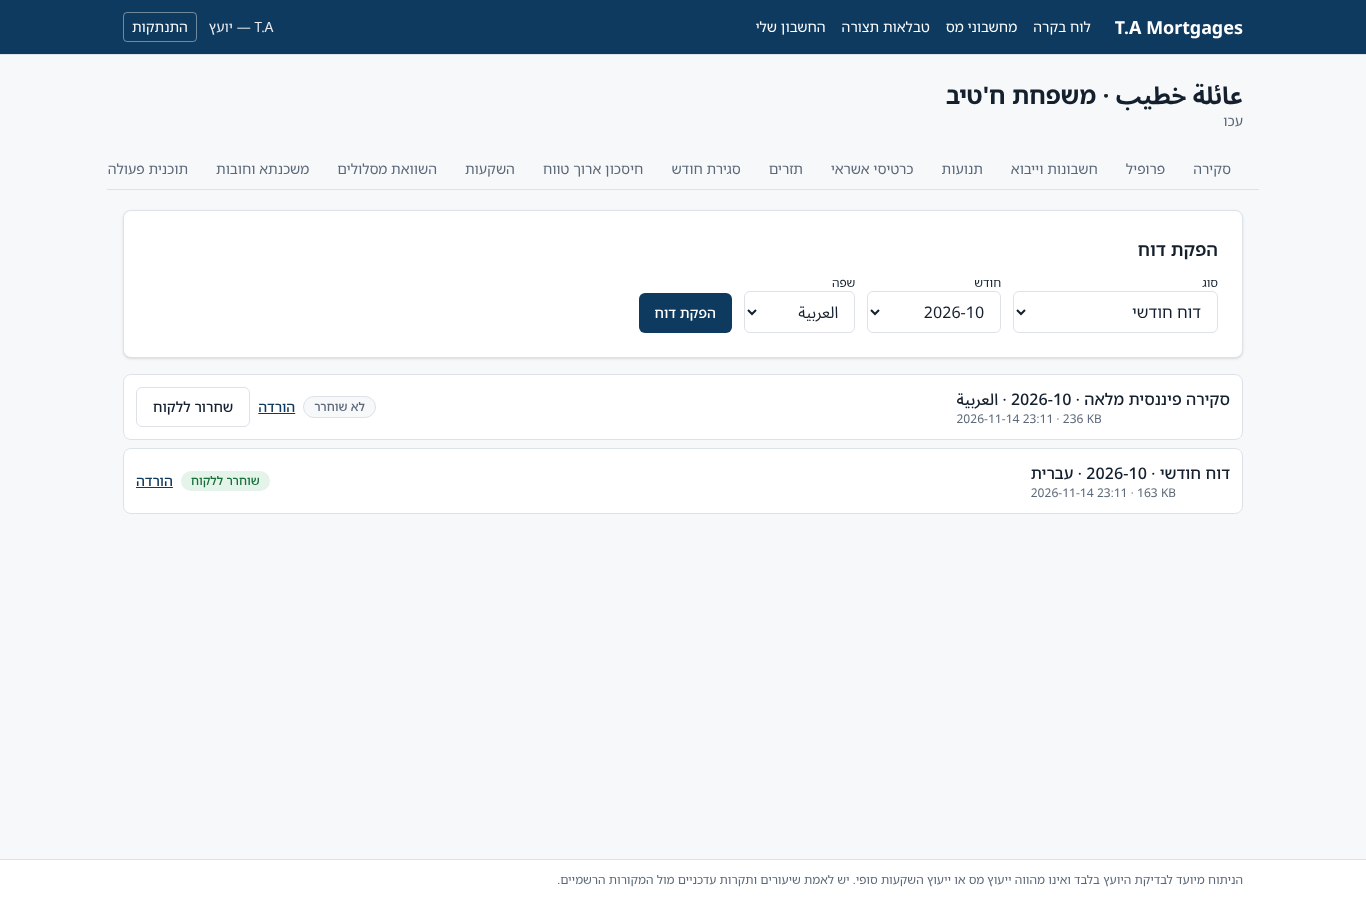 T.A Mortgages
לוח בקרה
מחשבוני מס
טבלאות תצורה
החשבון שלי
T.A — יועץ
התנתקות
عائلة خطيب · משפחת ח'טיב
עכו
סקירה
פרופיל
חשבונות וייבוא
תנועות
כרטיסי אשראי
תזרים
סגירת חודש
חיסכון ארוך טווח
השקעות
השוואת מסלולים
משכנתא וחובות
תוכנית פעולה
הפקת דוח
סוג
חודש
שפה
דוח חודשי
2026-10
العربية
הפקת דוח
סקירה פיננסית מלאה · 2026-10 · العربية
2026-11-14 23:11 · 236 KB
לא שוחרר
הורדה
שחרור ללקוח
דוח חודשי · 2026-10 · עברית
2026-11-14 23:11 · 163 KB
שוחרר ללקוח
הורדה
הניתוח מיועד לבדיקת היועץ בלבד ואינו מהווה ייעוץ מס או ייעוץ השקעות סופי. יש לאמת שיעורים ותקרות עדכניים מול המקורות הרשמיים.